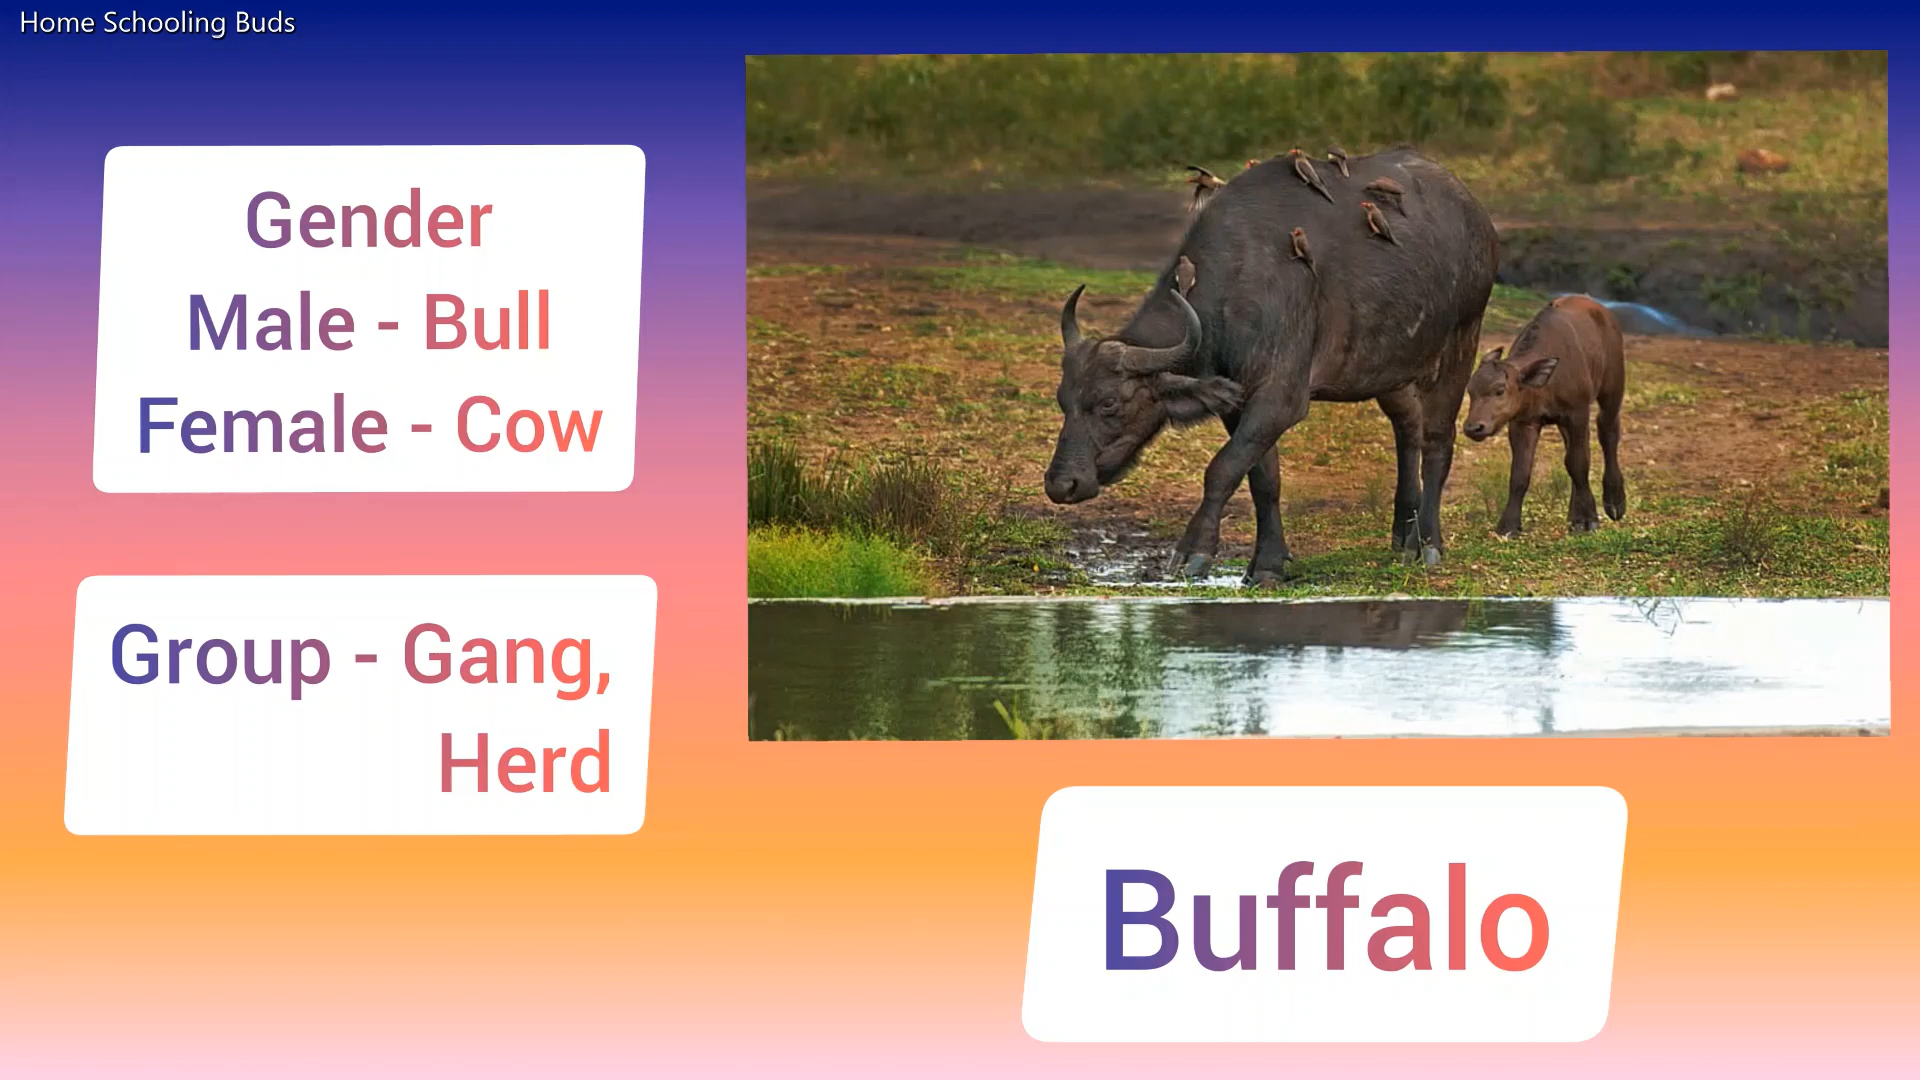 Home Schooling Buds
Gender
Male - Bull
Female - Cow
Group - Gang,
Herd
Buffalo